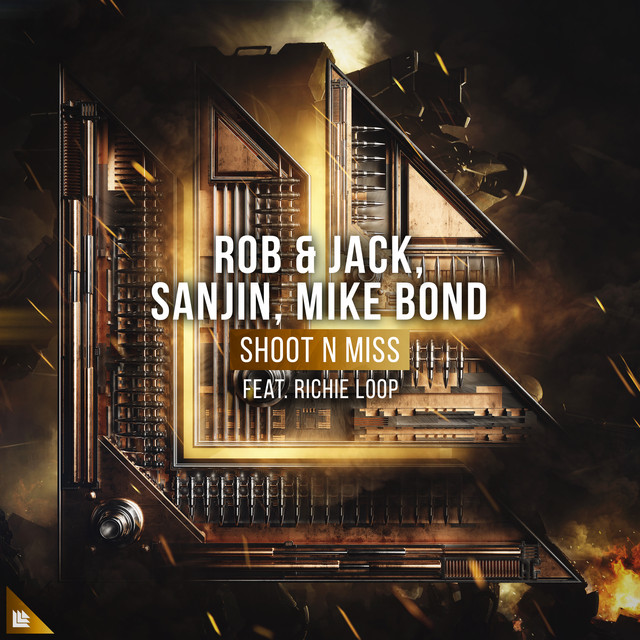 ROB & JACK,
SANJIN, MIKE BOND
SHOOT N MISS
FEAT. RICHIE LOOP